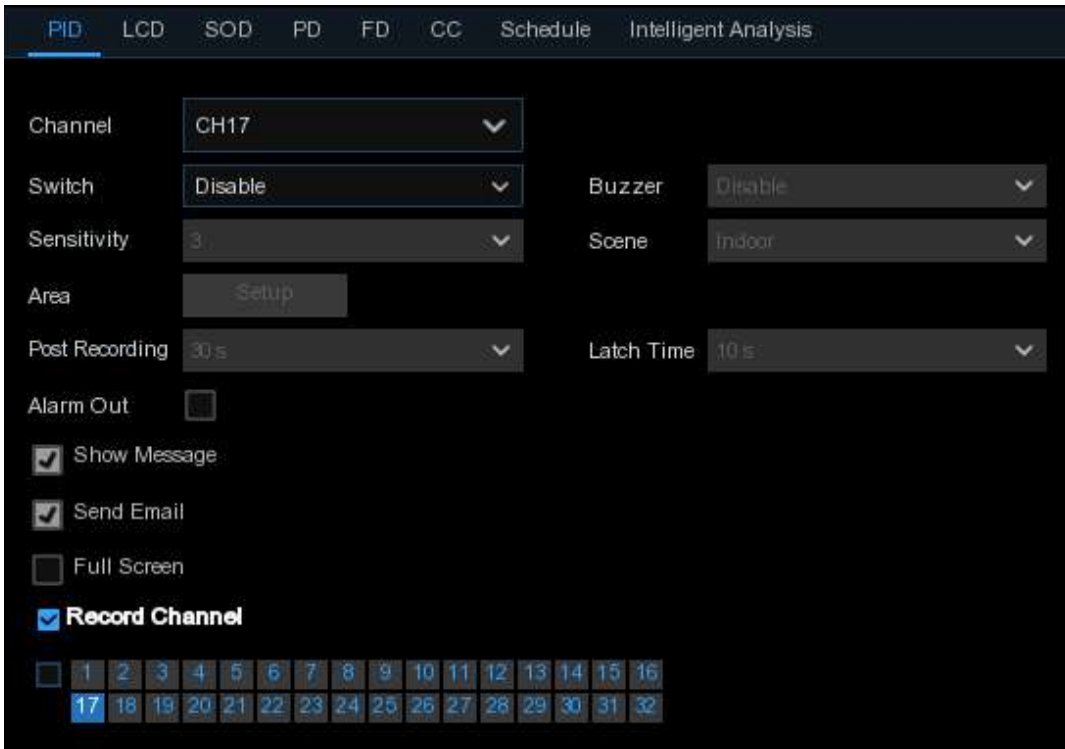 PID LCD SOD PD FD CC Schedule Intelligent Analysis
Channel CH17
Switch Disable Buzzer Disable
Sensitivity 3 Scene Indoor
Area Setup
Post Recording 30 s Latch Time 10 s
Alarm Out
Show Message
Send Email
Full Screen
Record Channel
1 2 3 4 5 6 7 8 9 10 11 12 13 14 15 16
17 18 19 20 21 22 23 24 25 26 27 28 29 30 31 32